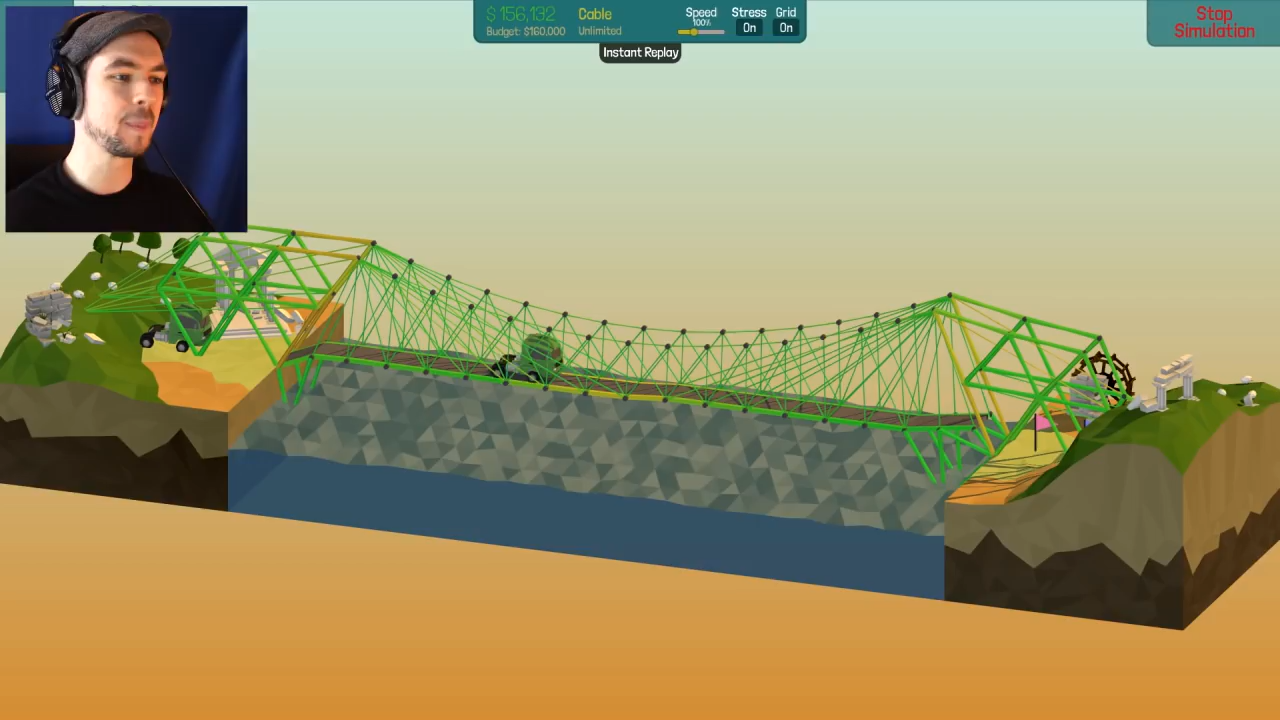 $ 156,132
Budget: $160,000
Cable
Unlimited
Speed
100%
Stress
On
Grid
On
Instant Replay
Stop
Simulation